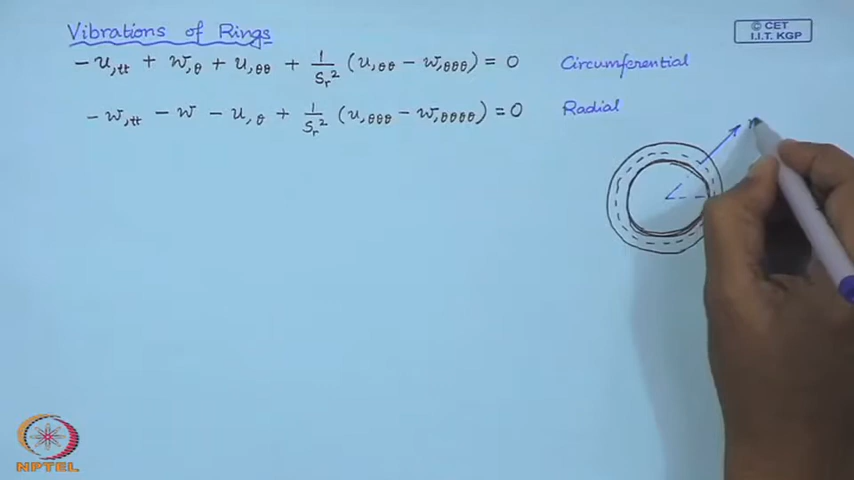 Vibrations of Rings
© CET
I.I.T. KGP
-u,tt + w,θ + u,θθ + 1/Sr² (u,θθ - w,θθθ) = 0 Circumferential
-w,tt - w - u,θ + 1/Sr² (u,θθθ - w,θθθθ) = 0 Radial
NPTEL